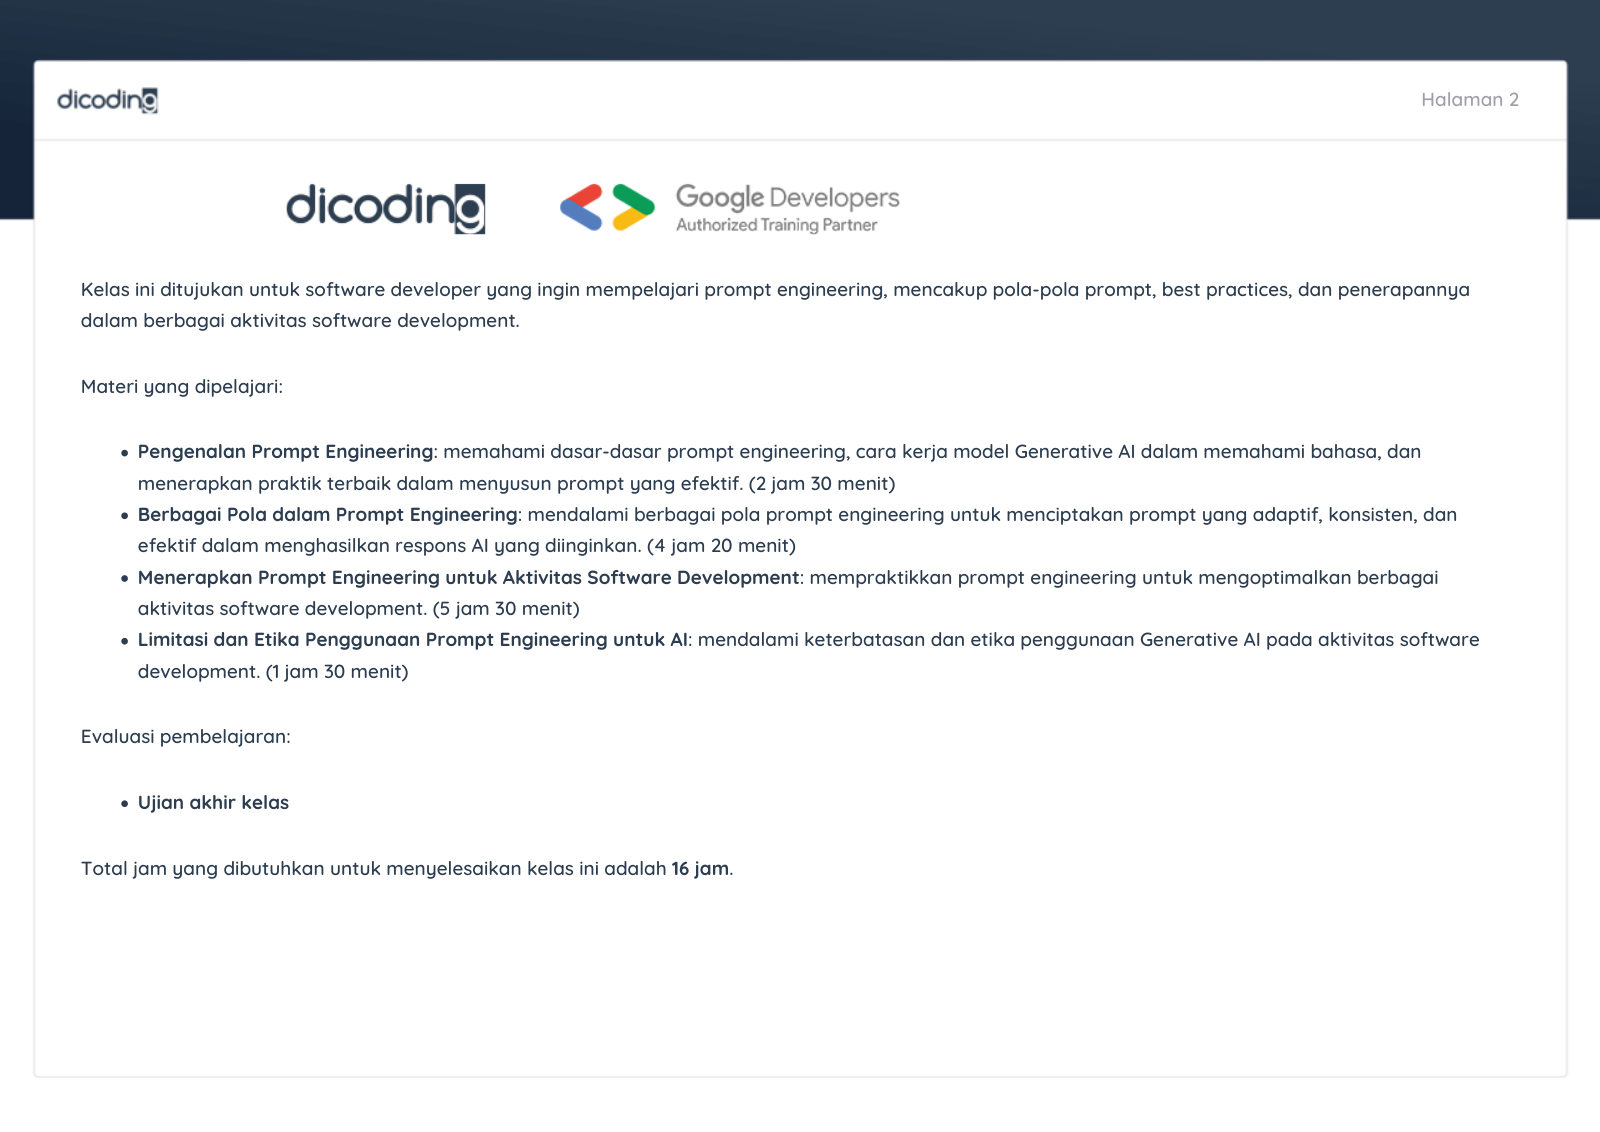 dicoding
Halaman 2
dicoding
Google Developers
Authorized Training Partner
Kelas ini ditujukan untuk software developer yang ingin mempelajari prompt engineering, mencakup pola-pola prompt, best practices, dan penerapannya
dalam berbagai aktivitas software development.
Materi yang dipelajari:
• Pengenalan Prompt Engineering: memahami dasar-dasar prompt engineering, cara kerja model Generative AI dalam memahami bahasa, dan
menerapkan praktik terbaik dalam menyusun prompt yang efektif. (2 jam 30 menit)
• Berbagai Pola dalam Prompt Engineering: mendalami berbagai pola prompt engineering untuk menciptakan prompt yang adaptif, konsisten, dan
efektif dalam menghasilkan respons AI yang diinginkan. (4 jam 20 menit)
• Menerapkan Prompt Engineering untuk Aktivitas Software Development: mempraktikkan prompt engineering untuk mengoptimalkan berbagai
aktivitas software development. (5 jam 30 menit)
• Limitasi dan Etika Penggunaan Prompt Engineering untuk AI: mendalami keterbatasan dan etika penggunaan Generative AI pada aktivitas software
development. (1 jam 30 menit)
Evaluasi pembelajaran:
• Ujian akhir kelas
Total jam yang dibutuhkan untuk menyelesaikan kelas ini adalah 16 jam.